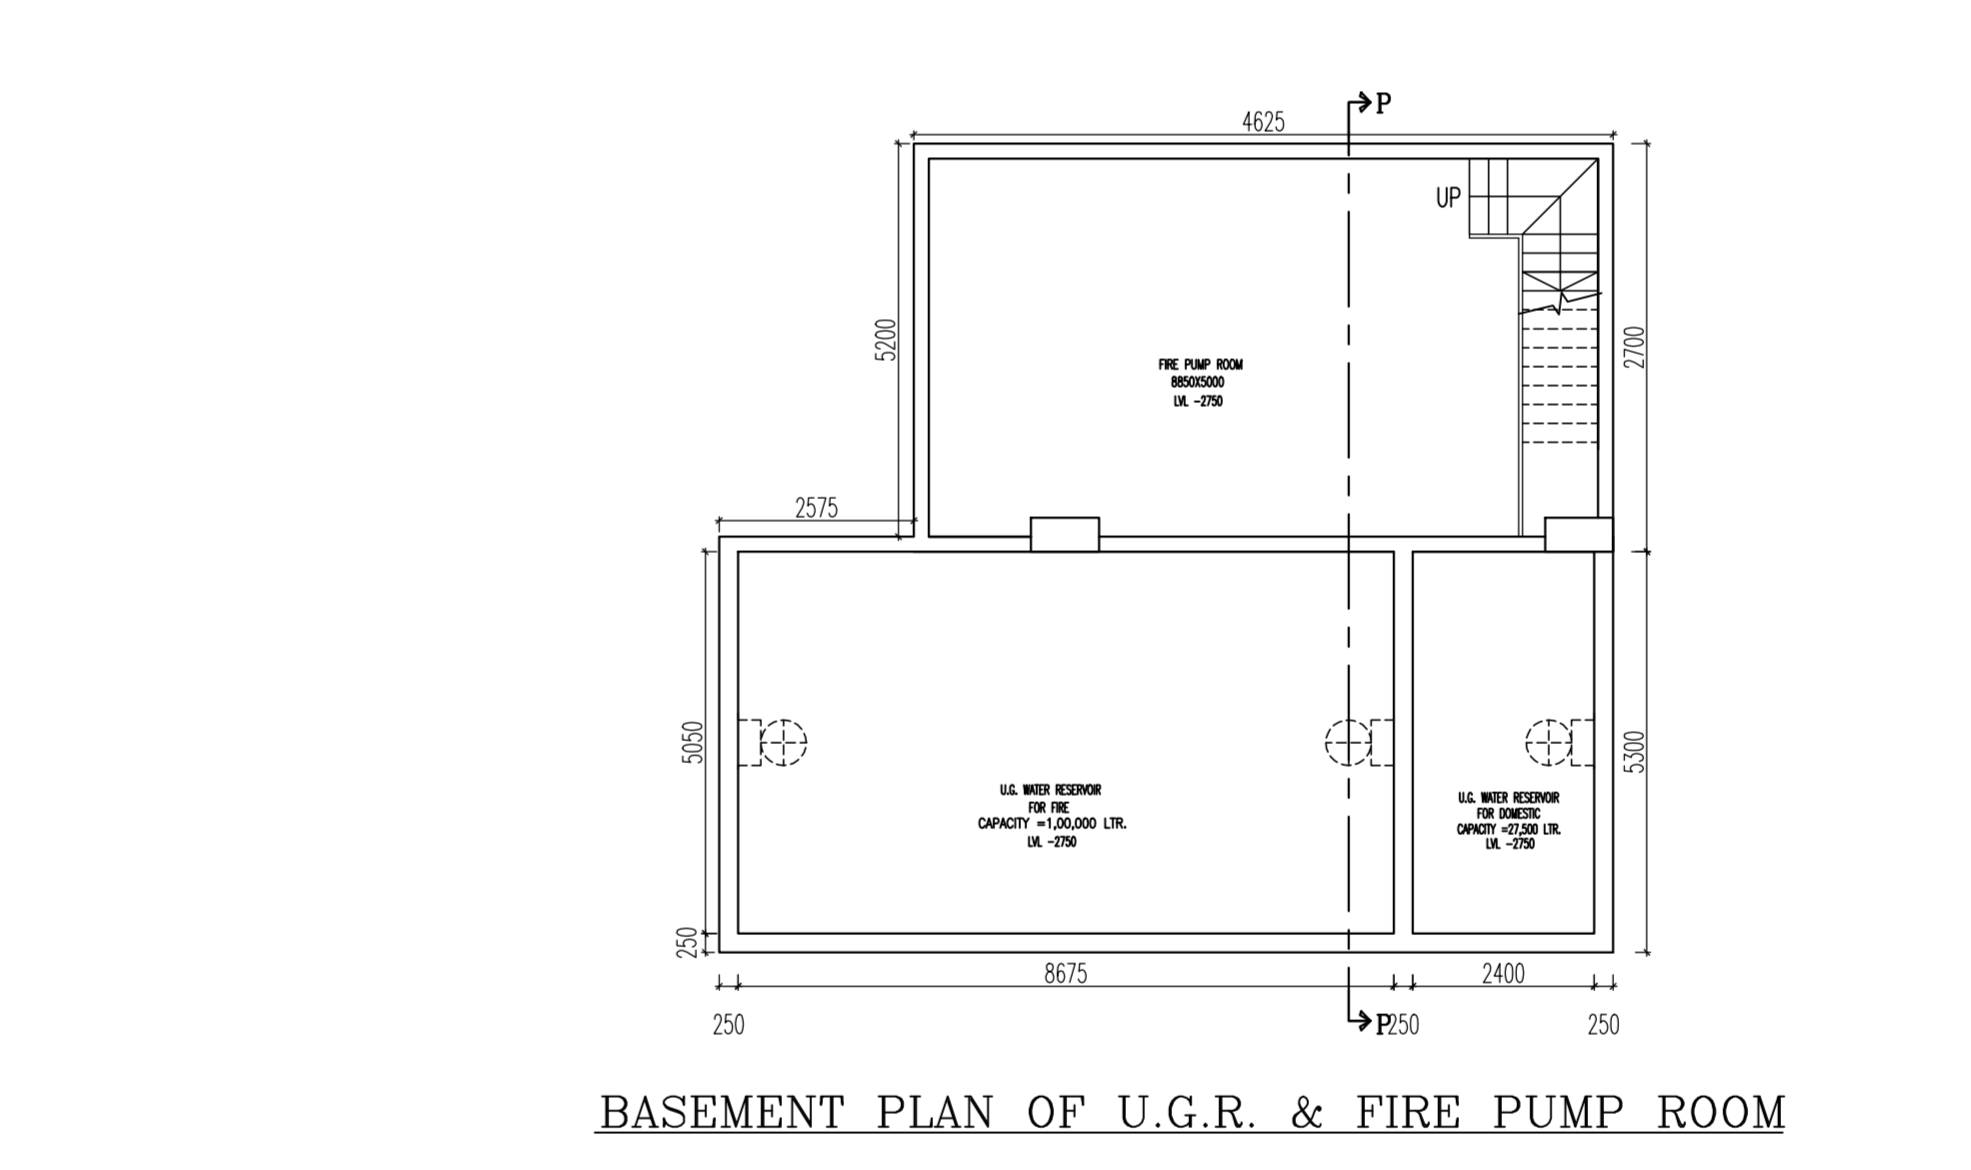 P
4625
UP
5200
2700
FIRE PUMP ROOM
8850X5000
LVL -2750
2575
5050
5300
U.G. WATER RESERVOIR
FOR FIRE
CAPACITY =1,00,000 LTR.
LVL -2750
U.G. WATER RESERVOIR
FOR DOMESTIC
CAPACITY =27,500 LTR.
LVL -2750
250
8675
2400
250
P
250
250
BASEMENT PLAN OF U.G.R. & FIRE PUMP ROOM